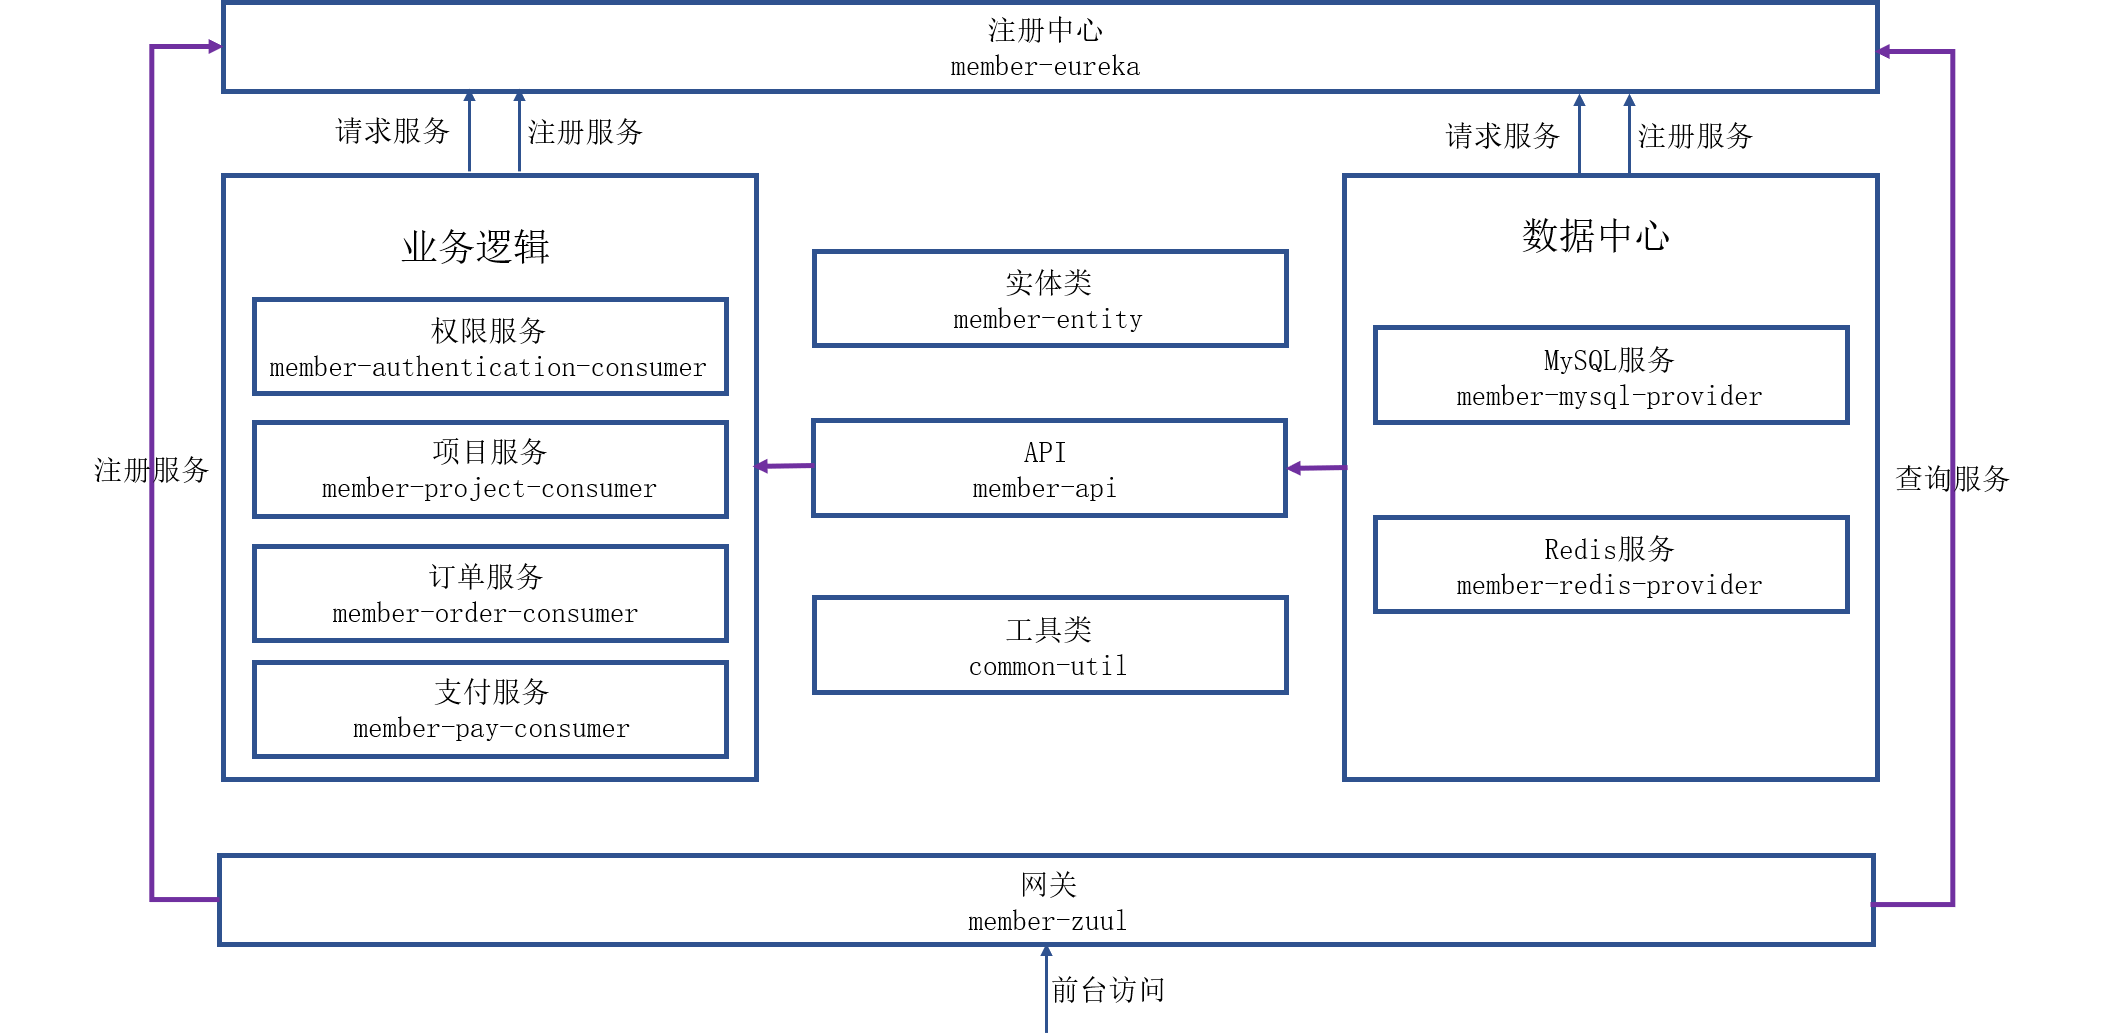 注册中心
member-eureka
请求服务
注册服务
请求服务
注册服务
业务逻辑
权限服务
member-authentication-consumer
项目服务
member-project-consumer
订单服务
member-order-consumer
支付服务
member-pay-consumer
实体类
member-entity
API
member-api
工具类
common-util
数据中心
MySQL服务
member-mysql-provider
Redis服务
member-redis-provider
注册服务
查询服务
网关
member-zuul
前台访问